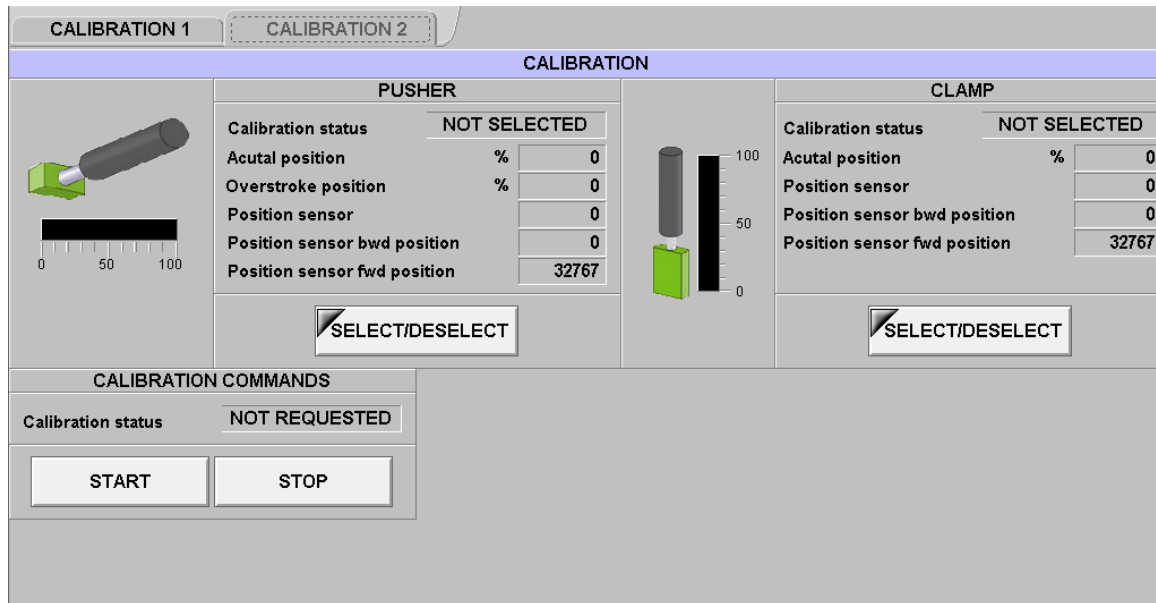 CALIBRATION 1
CALIBRATION 2
CALIBRATION
PUSHER
Calibration status NOT SELECTED
Acutal position % 0
Overstroke position % 0
Position sensor 0
Position sensor bwd position 0
Position sensor fwd position 32767
0 50 100
SELECT/DESELECT
100
50
0
CLAMP
Calibration status NOT SELECTED
Acutal position % 0
Position sensor 0
Position sensor bwd position 0
Position sensor fwd position 32767
SELECT/DESELECT
CALIBRATION COMMANDS
Calibration status NOT REQUESTED
START
STOP